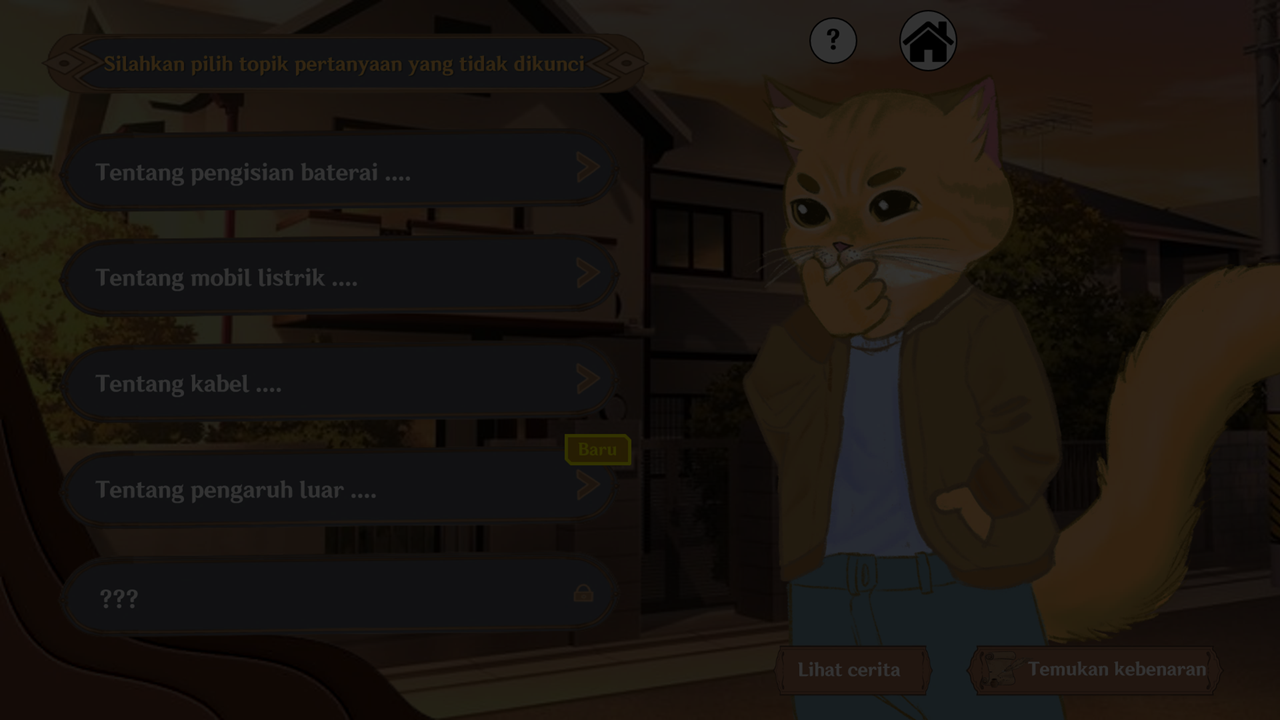 ?
Silahkan pilih topik pertanyaan yang tidak dikunci
Tentang pengisian baterai ....
Tentang mobil listrik ....
Tentang kabel ....
Baru
Tentang pengaruh luar ....
???
Lihat cerita
Temukan kebenaran